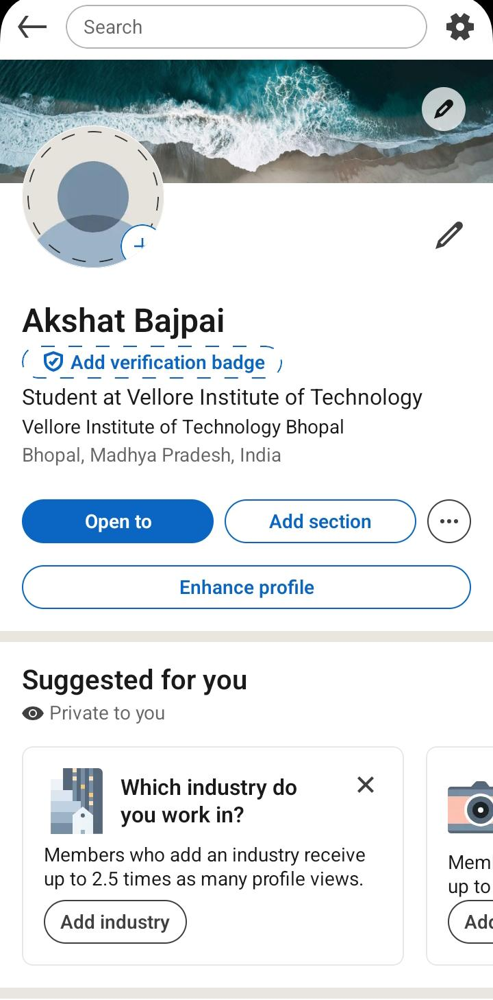 Search
Akshat Bajpai
Add verification badge
Student at Vellore Institute of Technology
Vellore Institute of Technology Bhopal
Bhopal, Madhya Pradesh, India
Open to
Add section
Enhance profile
Suggested for you
Private to you
Which industry do
you work in?
Members who add an industry receive
up to 2.5 times as many profile views.
Add industry
up to